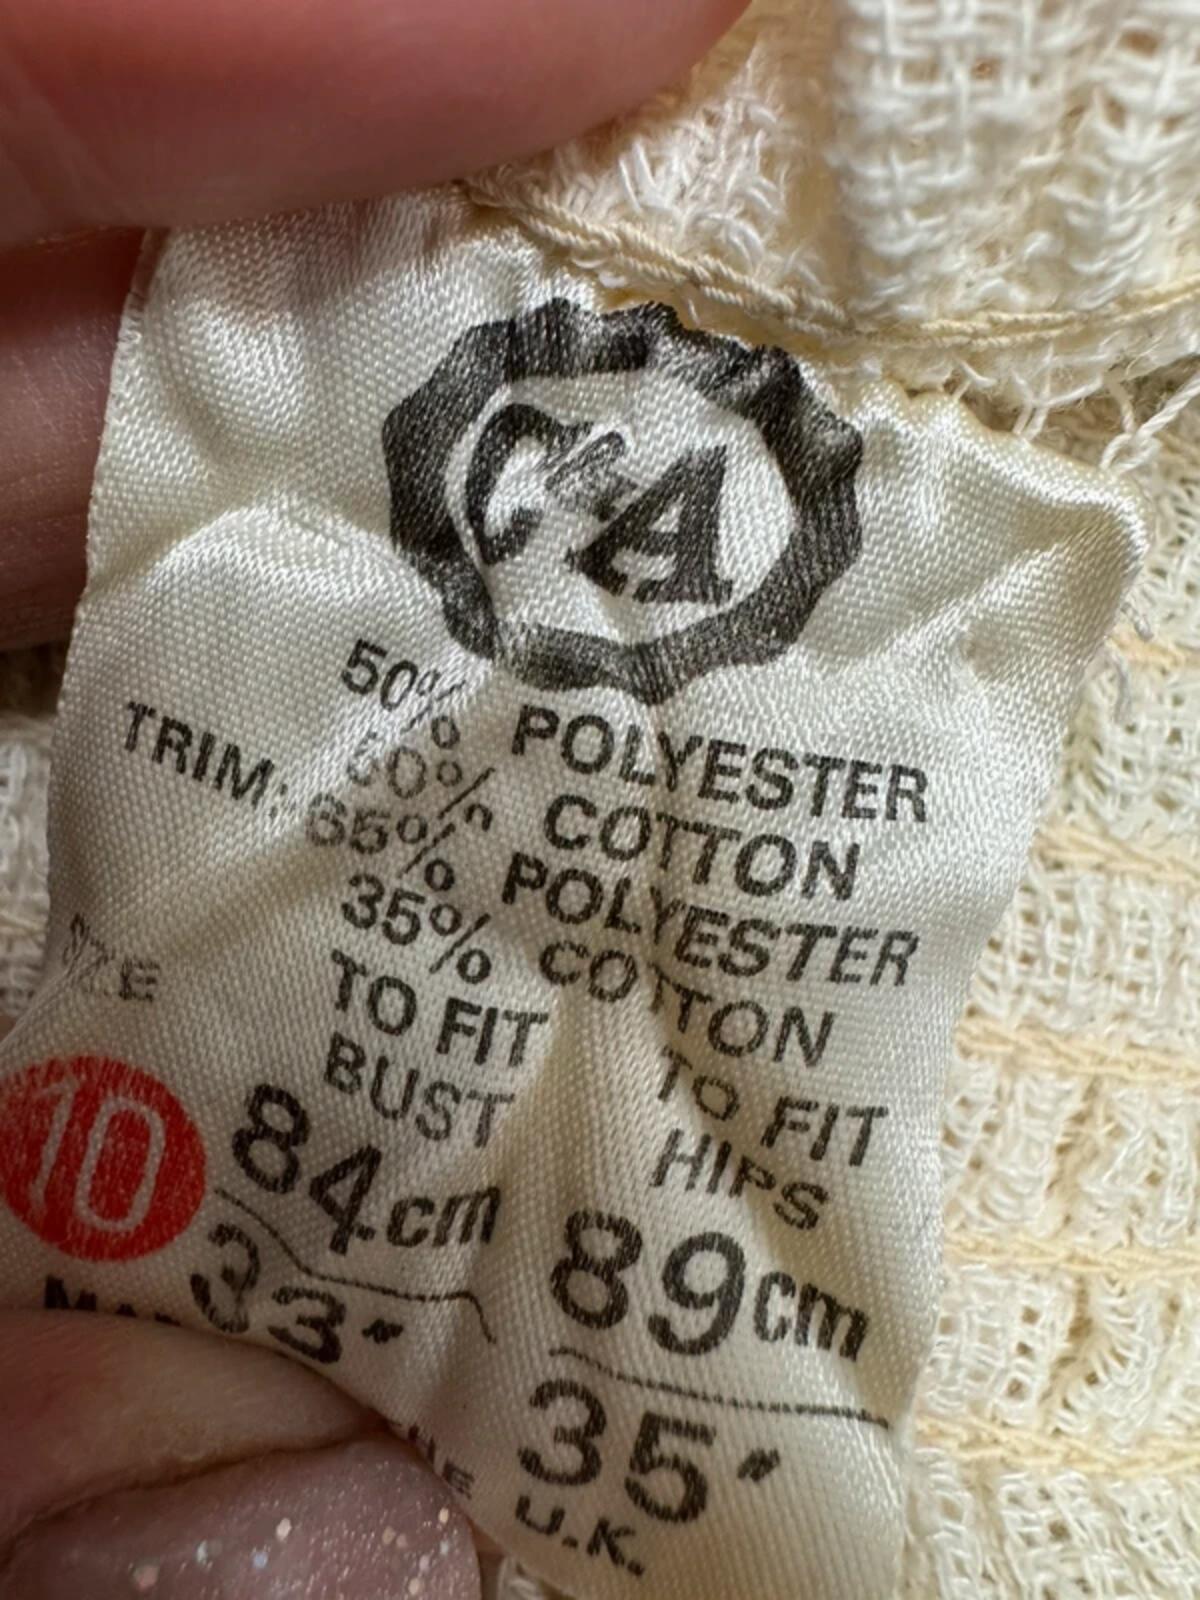 C&A
50% POLYESTER
50% COTTON
TRIM: 65% POLYESTER
35% COTTON
SIZE
TO FIT
BUST
TO FIT
HIPS
10
84cm
33"
89cm
35"
U.K.